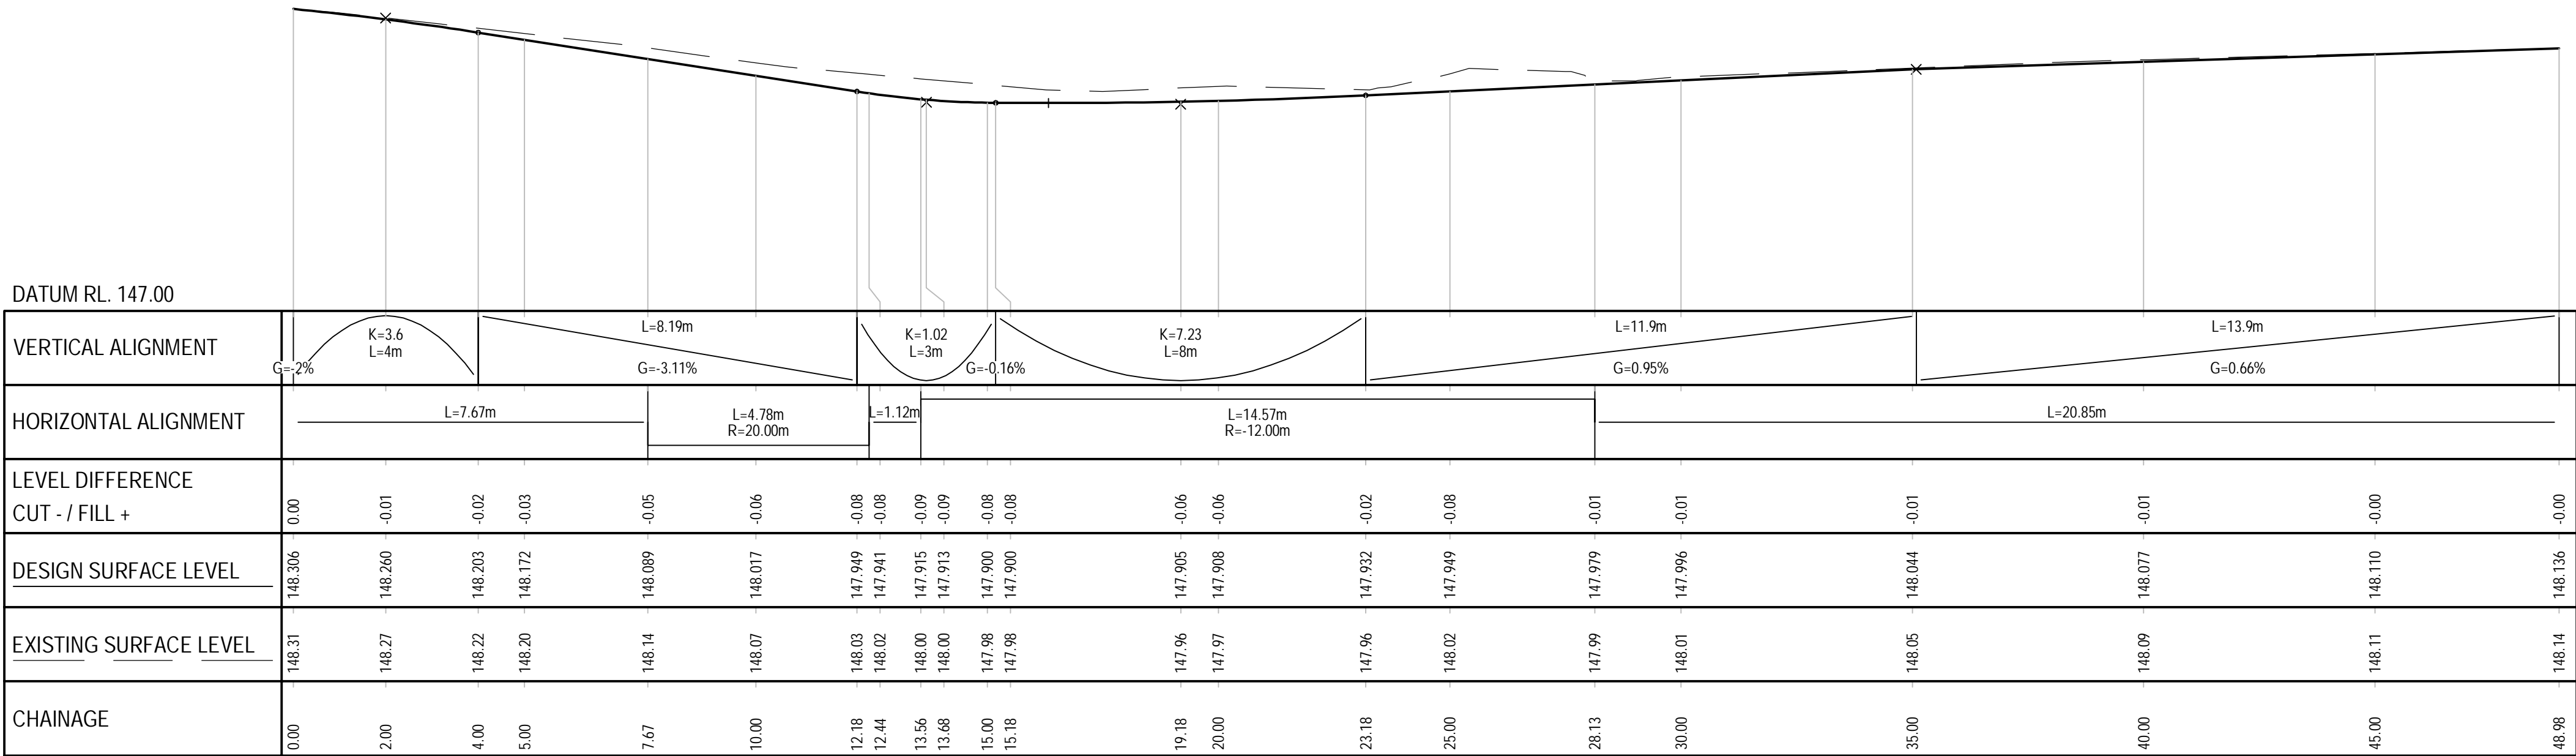 DATUM RL. 147.00
VERTICAL ALIGNMENT
G=-2%
K=3.6
L=4m
L=8.19m
G=-3.11%
K=1.02
L=3m
G=-0.16%
K=7.23
L=8m
L=11.9m
G=0.95%
L=13.9m
G=0.66%
HORIZONTAL ALIGNMENT
L=7.67m
L=4.78m
R=20.00m
L=1.12m
L=14.57m
R=-12.00m
L=20.85m
LEVEL DIFFERENCE
CUT - / FILL +
0.00 -0.01 -0.02 -0.03 -0.05 -0.06 -0.08 -0.08 -0.09 -0.09 -0.08 -0.08 -0.06 -0.06 -0.02 -0.08 -0.01 -0.01 -0.01 -0.01 -0.00 -0.00
DESIGN SURFACE LEVEL
148.306 148.260 148.203 148.172 148.089 148.017 147.949 147.941 147.915 147.913 147.900 147.900 147.905 147.908 147.932 147.949 147.979 147.996 148.044 148.077 148.110 148.136
EXISTING SURFACE LEVEL
148.31 148.27 148.22 148.20 148.14 148.07 148.03 148.02 148.00 148.00 147.98 147.98 147.96 147.97 147.96 148.02 147.99 148.01 148.05 148.09 148.11 148.14
CHAINAGE
0.00 2.00 4.00 5.00 7.67 10.00 12.18 12.44 13.56 13.68 15.00 15.18 19.18 20.00 23.18 25.00 28.13 30.00 35.00 40.00 45.00 48.98